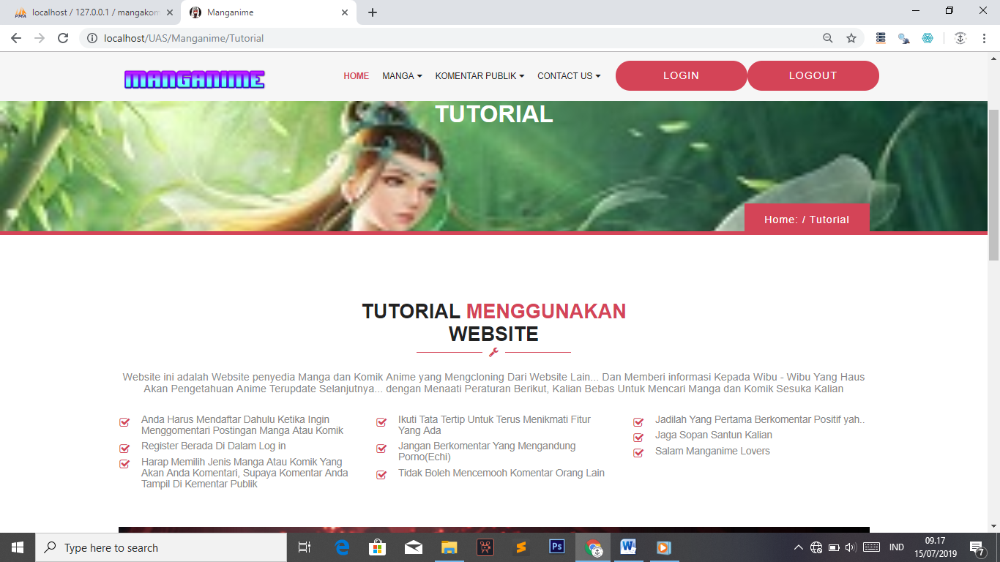 localhost / 127.0.0.1 / mangakom
Manganime
localhost/UAS/Manganime/Tutorial
MANGANIME
HOME
MANGA
KOMENTAR PUBLIK
CONTACT US
LOGIN
LOGOUT
TUTORIAL
Home: / Tutorial
TUTORIAL MENGGUNAKAN
WEBSITE
Website ini adalah Website penyedia Manga dan Komik Anime yang Mengcloning Dari Website Lain... Dan Memberi informasi Kepada Wibu - Wibu Yang Haus
Akan Pengetahuan Anime Terupdate Selanjutnya... dengan Menaati Peraturan Berikut, Kalian Bebas Untuk Mencari Manga dan Komik Sesuka Kalian
Anda Harus Mendaftar Dahulu Ketika Ingin
Menggomentari Postingan Manga Atau Komik
Register Berada Di Dalam Log in
Harap Memilih Jenis Manga Atau Komik Yang
Akan Anda Komentari, Supaya Komentar Anda
Tampil Di Kementar Publik
Ikuti Tata Tertip Untuk Terus Menikmati Fitur
Yang Ada
Jangan Berkomentar Yang Mengandung
Porno(Echi)
Tidak Boleh Mencemooh Komentar Orang Lain
Jadilah Yang Pertama Berkomentar Positif yah..
Jaga Sopan Santun Kalian
Salam Manganime Lovers
Type here to search
Ps
IND
09.17
15/07/2019
7